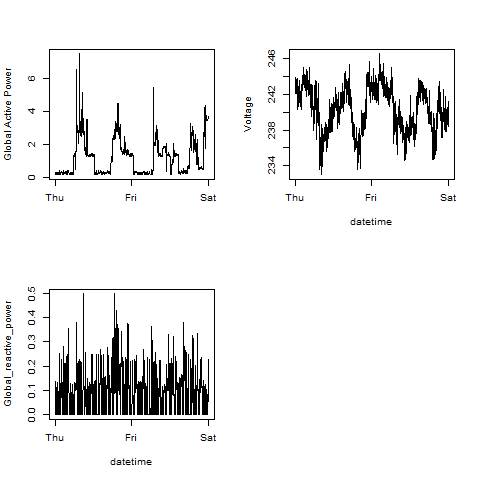 Global Active Power
0
2
4
6
Thu
Fri
Sat
Voltage
234
238
242
246
Thu
Fri
Sat
datetime
Global_reactive_power
0.0
0.1
0.2
0.3
0.4
0.5
Thu
Fri
Sat
datetime